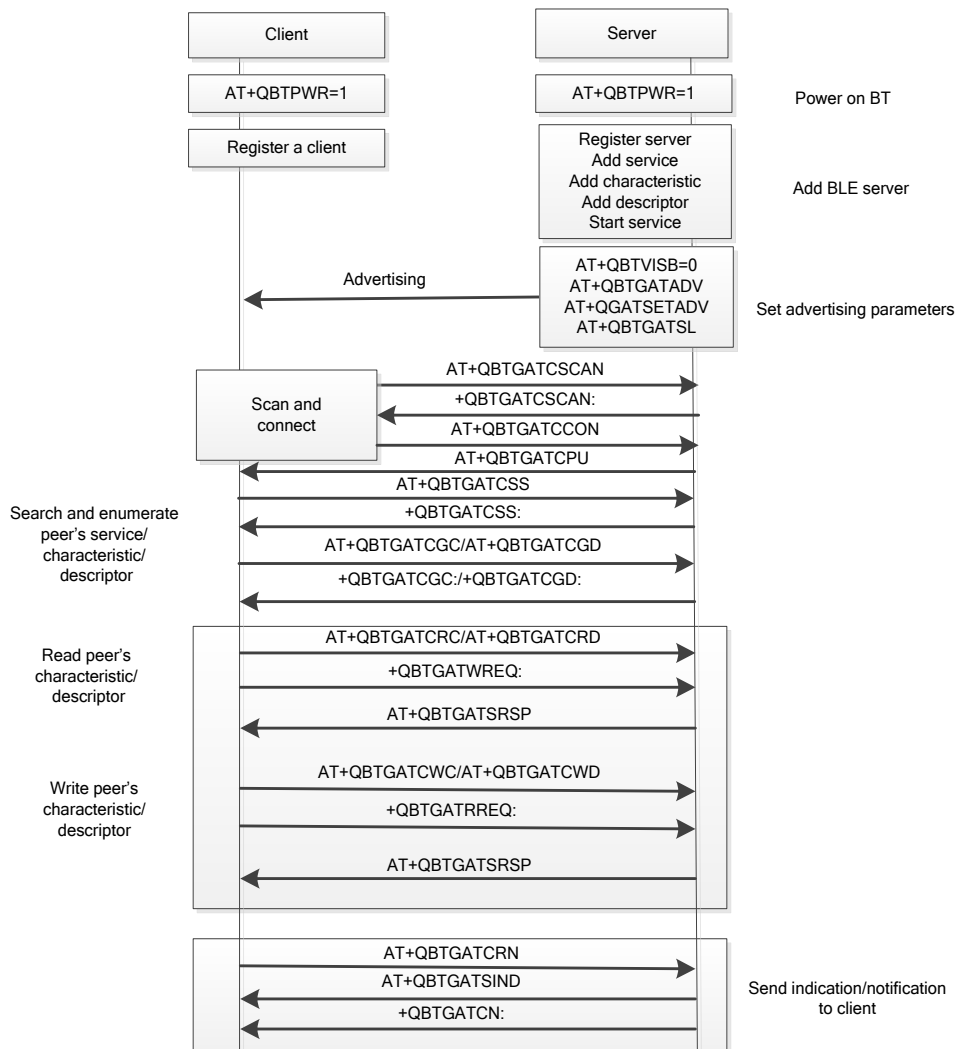 Client
Server
AT+QBTPWR=1
AT+QBTPWR=1
Power on BT
Register a client
Register server
Add service
Add characteristic
Add descriptor
Start service
Add BLE server
Advertising
AT+QBTVISB=0
AT+QBTGATADV
AT+QGATSETADV
AT+QBTGATSL
Set advertising parameters
Scan and
connect
AT+QBTGATCSCAN
+QBTGATCSCAN:
AT+QBTGATCCON
AT+QBTGATCPU
AT+QBTGATCSS
+QBTGATCSS:
Search and enumerate
peer's service/
characteristic/
descriptor
AT+QBTGATCGC/AT+QBTGATCGD
+QBTGATCGC:/+QBTGATCGD:
Read peer's
characteristic/
descriptor
AT+QBTGATCRC/AT+QBTGATCRD
+QBTGATWREQ:
AT+QBTGATSRSP
Write peer's
characteristic/
descriptor
AT+QBTGATCWC/AT+QBTGATCWD
+QBTGATRREQ:
AT+QBTGATSRSP
AT+QBTGATCRN
AT+QBTGATSIND
+QBTGATCN:
Send indication/notification
to client